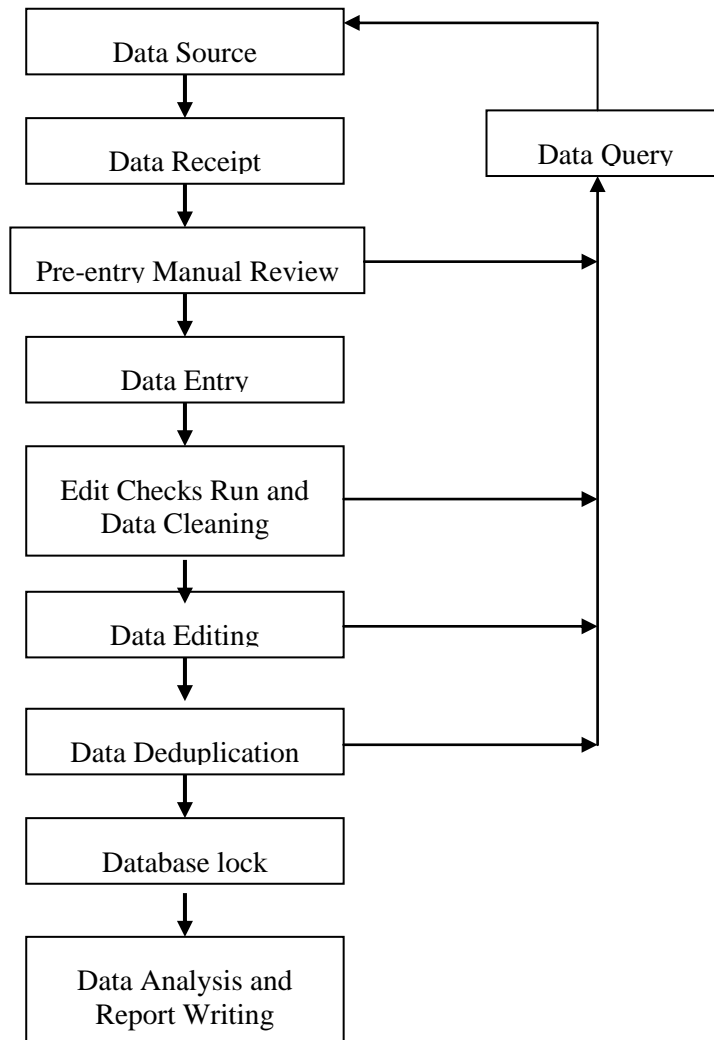 Data Source
Data Receipt
Data Query
Pre-entry Manual Review
Data Entry
Edit Checks Run and
Data Cleaning
Data Editing
Data Deduplication
Database lock
Data Analysis and
Report Writing